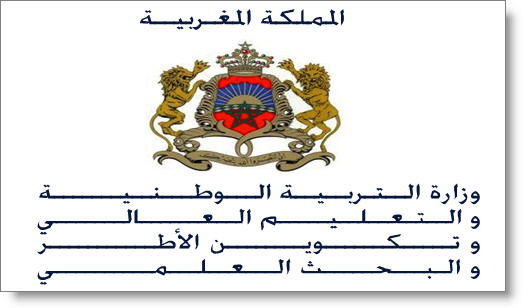 المملكة المغربية
وزارة التربية الوطنية
والتعليم العالي
وتكوين الأطر
والبحث العلمي